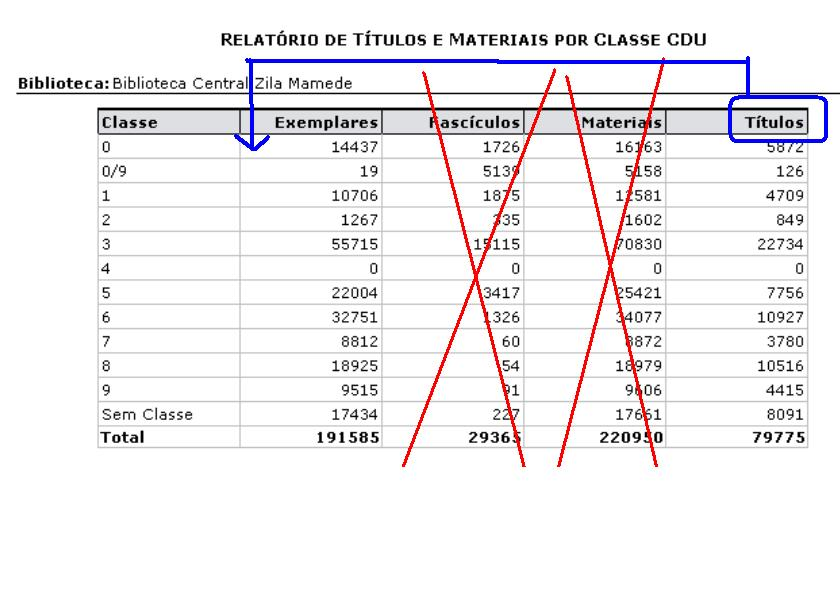 RELATÓRIO DE TÍTULOS E MATERIAIS POR CLASSE CDU
Biblioteca: Biblioteca Central Zila Mamede
Classe Exemplares Fascículos Materiais Títulos
0 14437 1726 16163 5872
0/9 19 5139 5158 126
1 10706 1875 12581 4709
2 1267 335 1602 849
3 55715 15115 70830 22734
4 0 0 0 0
5 22004 3417 25421 7756
6 32751 1326 34077 10927
7 8812 60 8872 3780
8 18925 54 18979 10516
9 9515 91 9606 4415
Sem Classe 17434 227 17661 8091
Total 191585 29365 220950 79775